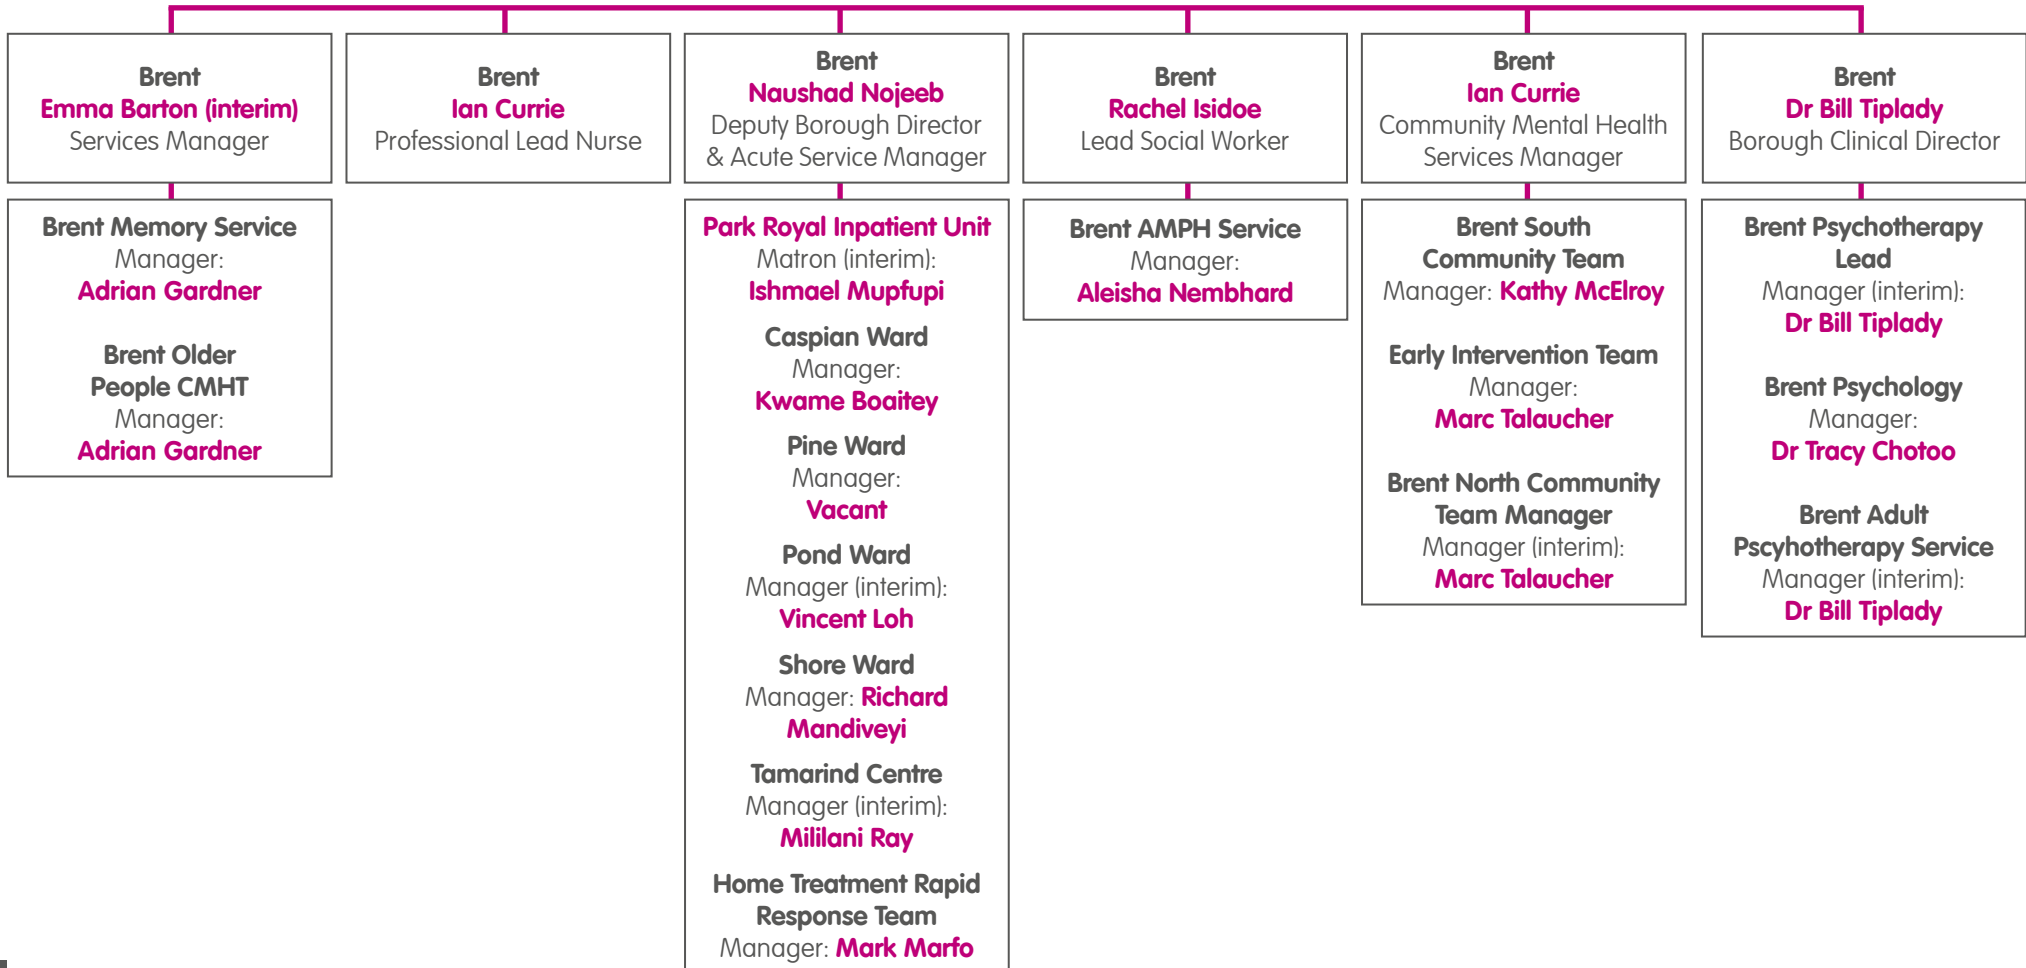 Brent
Emma Barton (interim)
Services Manager
Brent
Ian Currie
Professional Lead Nurse
Brent
Naushad Nojeeb
Deputy Borough Director
& Acute Service Manager
Brent
Rachel Isidoe
Lead Social Worker
Brent
Ian Currie
Community Mental Health
Services Manager
Brent
Dr Bill Tiplady
Borough Clinical Director
Brent Memory Service
Manager:
Adrian Gardner
Brent Older
People CMHT
Manager:
Adrian Gardner
Park Royal Inpatient Unit
Matron (interim):
Ishmael Mupfupi
Caspian Ward
Manager:
Kwame Boaitey
Pine Ward
Manager:
Vacant
Pond Ward
Manager (interim):
Vincent Loh
Shore Ward
Manager: Richard
Mandiveyi
Tamarind Centre
Manager (interim):
Mililani Ray
Home Treatment Rapid
Response Team
Manager: Mark Marfo
Brent AMPH Service
Manager:
Aleisha Nembhard
Brent South
Community Team
Manager: Kathy McElroy
Early Intervention Team
Manager:
Marc Talaucher
Brent North Community
Team Manager
Manager (interim):
Marc Talaucher
Brent Psychotherapy
Lead
Manager (interim):
Dr Bill Tiplady
Brent Psychology
Manager:
Dr Tracy Chotoo
Brent Adult
Pscyhotherapy Service
Manager (interim):
Dr Bill Tiplady